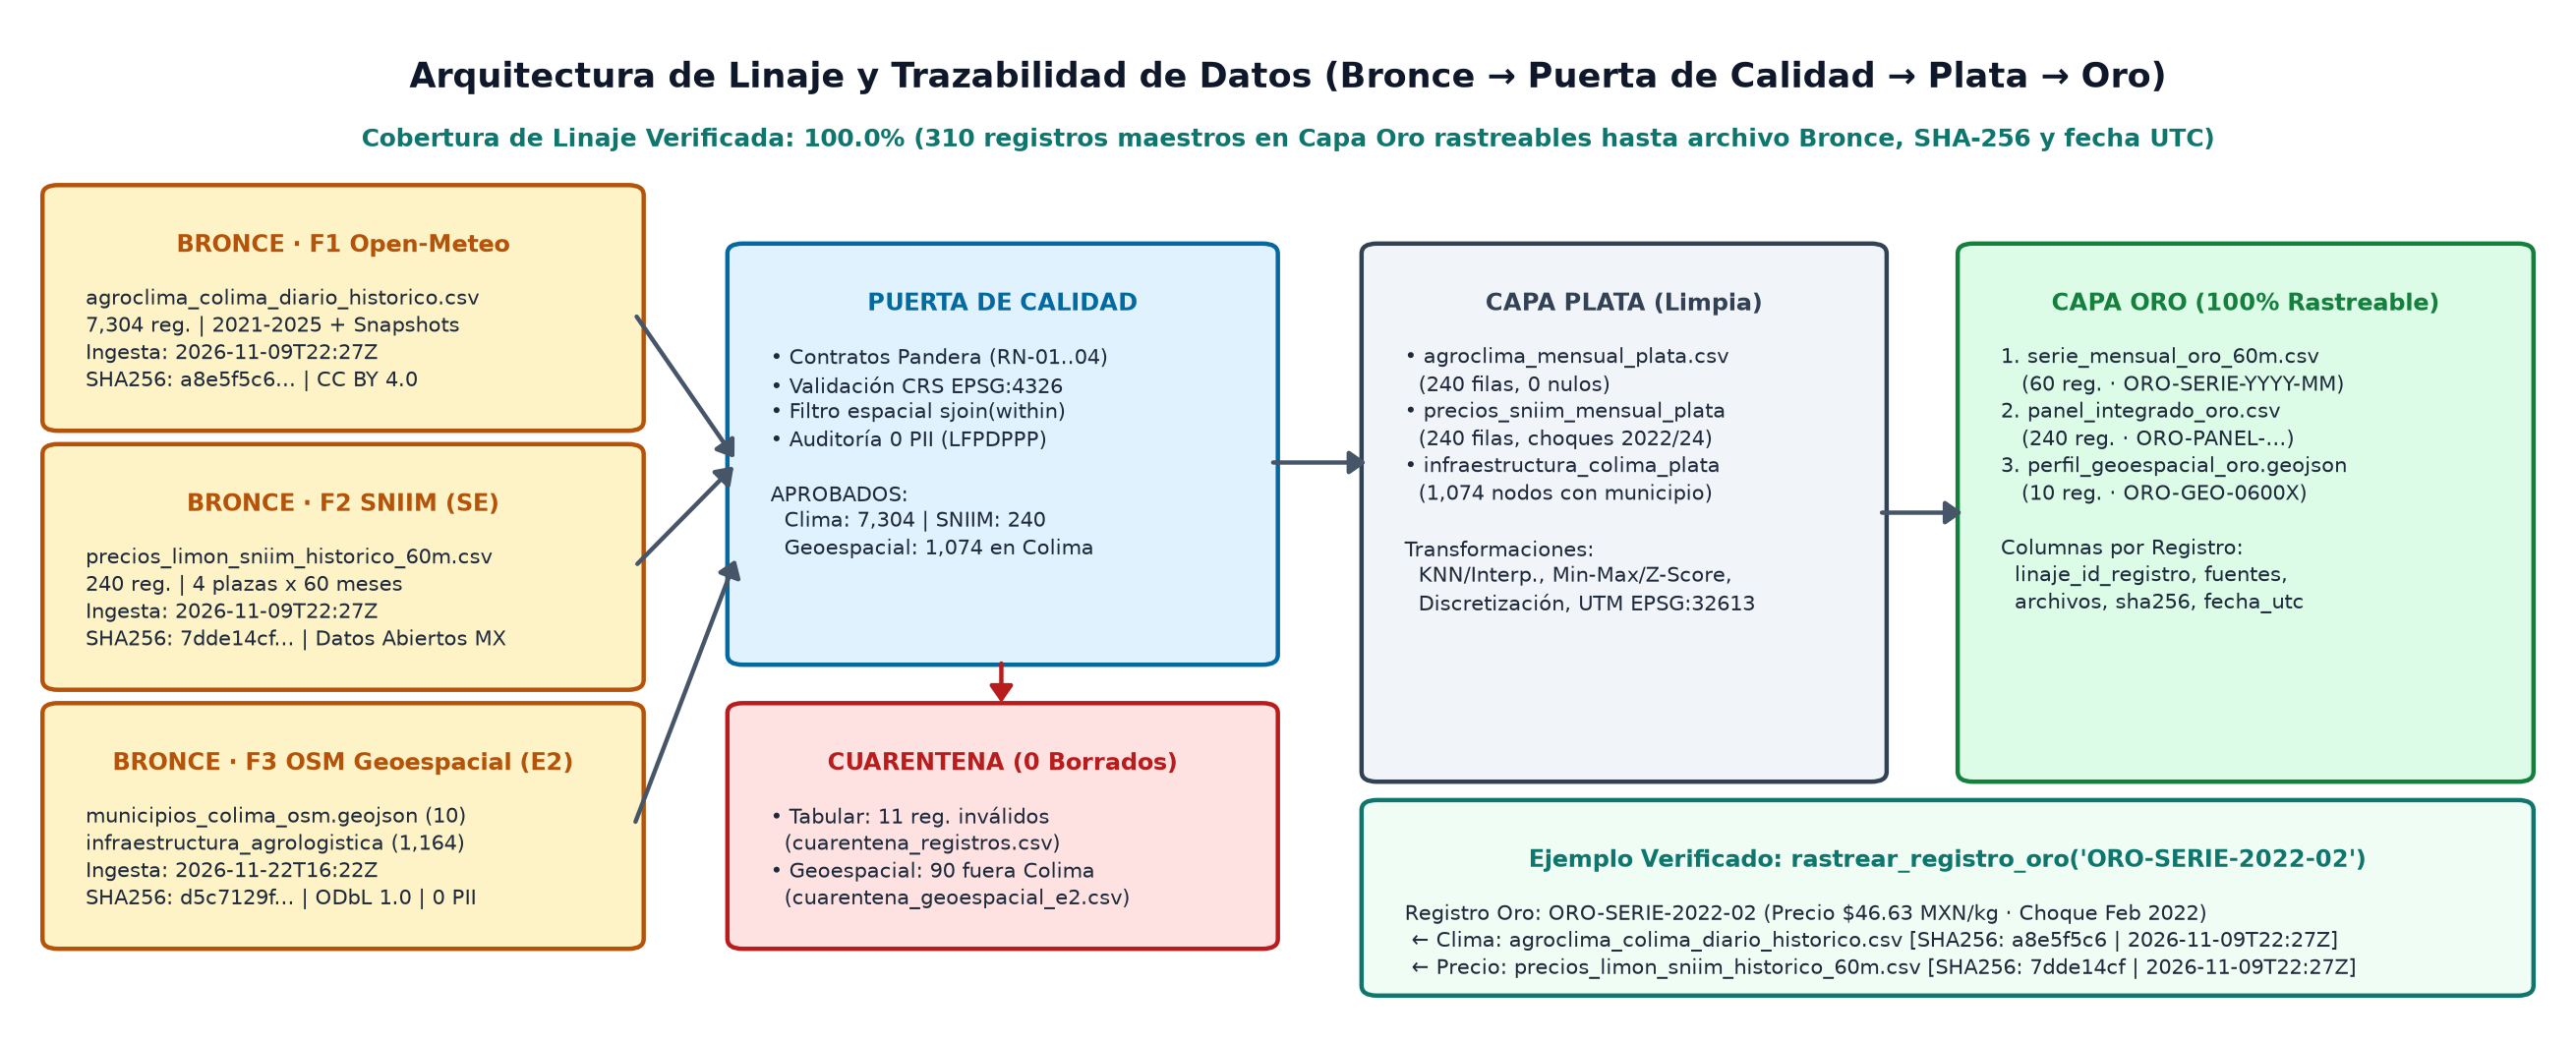 Arquitectura de Linaje y Trazabilidad de Datos (Bronce → Puerta de Calidad → Plata → Oro)
Cobertura de Linaje Verificada: 100.0% (310 registros maestros en Capa Oro rastreables hasta archivo Bronce, SHA-256 y fecha UTC)
BRONCE · F1 Open-Meteo
agroclima_colima_diario_historico.csv
7,304 reg. | 2021-2025 + Snapshots
Ingesta: 2026-11-09T22:27Z
SHA256: a8e5f5c6... | CC BY 4.0
BRONCE · F2 SNIIM (SE)
precios_limon_sniim_historico_60m.csv
240 reg. | 4 plazas x 60 meses
Ingesta: 2026-11-09T22:27Z
SHA256: 7dde14cf... | Datos Abiertos MX
BRONCE · F3 OSM Geoespacial (E2)
municipios_colima_osm.geojson (10)
infraestructura_agrologistica (1,164)
Ingesta: 2026-11-22T16:22Z
SHA256: d5c7129f... | ODbL 1.0 | 0 PII
PUERTA DE CALIDAD
• Contratos Pandera (RN-01..04)
• Validación CRS EPSG:4326
• Filtro espacial sjoin(within)
• Auditoría 0 PII (LFPDPPP)
APROBADOS:
Clima: 7,304 | SNIIM: 240
Geoespacial: 1,074 en Colima
CUARENTENA (0 Borrados)
• Tabular: 11 reg. inválidos
(cuarentena_registros.csv)
• Geoespacial: 90 fuera Colima
(cuarentena_geoespacial_e2.csv)
CAPA PLATA (Limpia)
• agroclima_mensual_plata.csv
(240 filas, 0 nulos)
• precios_sniim_mensual_plata
(240 filas, choques 2022/24)
• infraestructura_colima_plata
(1,074 nodos con municipio)
Transformaciones:
KNN/Interp., Min-Max/Z-Score,
Discretización, UTM EPSG:32613
CAPA ORO (100% Rastreable)
1. serie_mensual_oro_60m.csv
(60 reg. · ORO-SERIE-YYYY-MM)
2. panel_integrado_oro.csv
(240 reg. · ORO-PANEL-...)
3. perfil_geoespacial_oro.geojson
(10 reg. · ORO-GEO-0600X)
Columnas por Registro:
linaje_id_registro, fuentes,
archivos, sha256, fecha_utc
Ejemplo Verificado: rastrear_registro_oro('ORO-SERIE-2022-02')
Registro Oro: ORO-SERIE-2022-02 (Precio $46.63 MXN/kg · Choque Feb 2022)
← Clima: agroclima_colima_diario_historico.csv [SHA256: a8e5f5c6 | 2026-11-09T22:27Z]
← Precio: precios_limon_sniim_historico_60m.csv [SHA256: 7dde14cf | 2026-11-09T22:27Z]